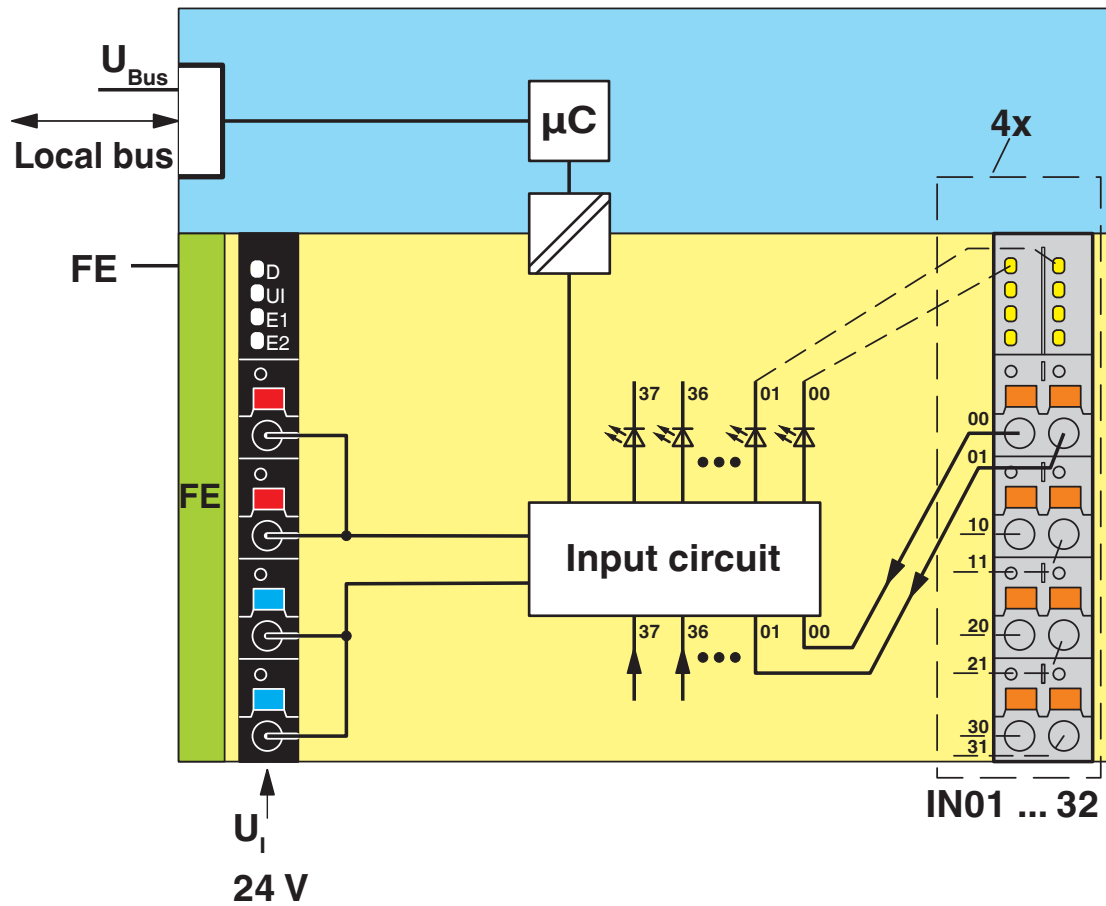 U Bus
Local bus
µC
4x
FE
D
UI
E1
E2
37 36 01 00
00
01
FE
10
Input circuit
11
37 36 01 00
20
21
30
31
IN01 ... 32
U I
24 V